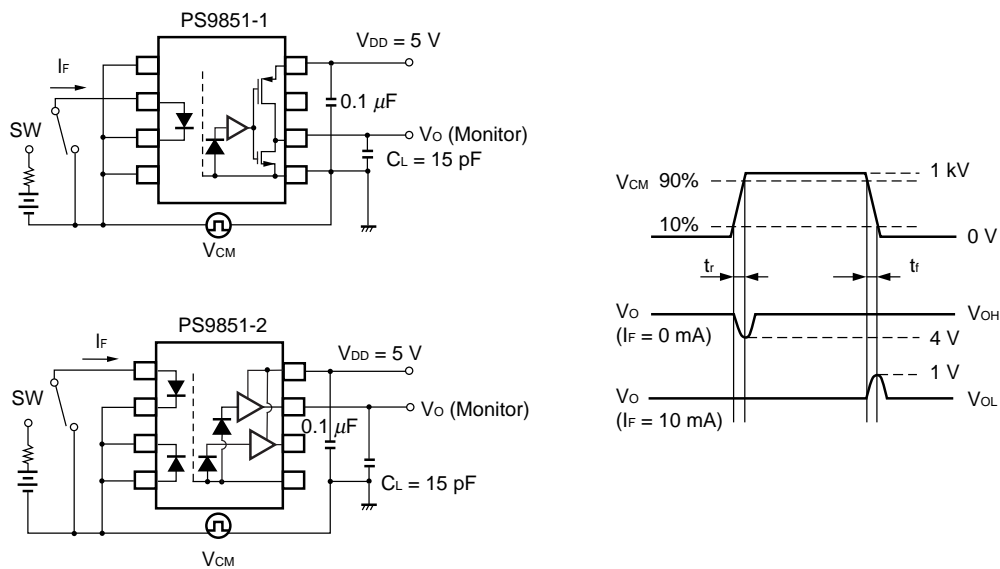 PS9851-1
VDD = 5 V
IF
0.1 μF
SW
VO (Monitor)
CL = 15 pF
VCM
PS9851-2
IF
VDD = 5 V
SW
VO (Monitor)
0.1 μF
CL = 15 pF
VCM
VCM 90%
1 kV
10%
0 V
tr
tf
VO
(IF = 0 mA)
VOH
4 V
1 V
VO
(IF = 10 mA)
VOL